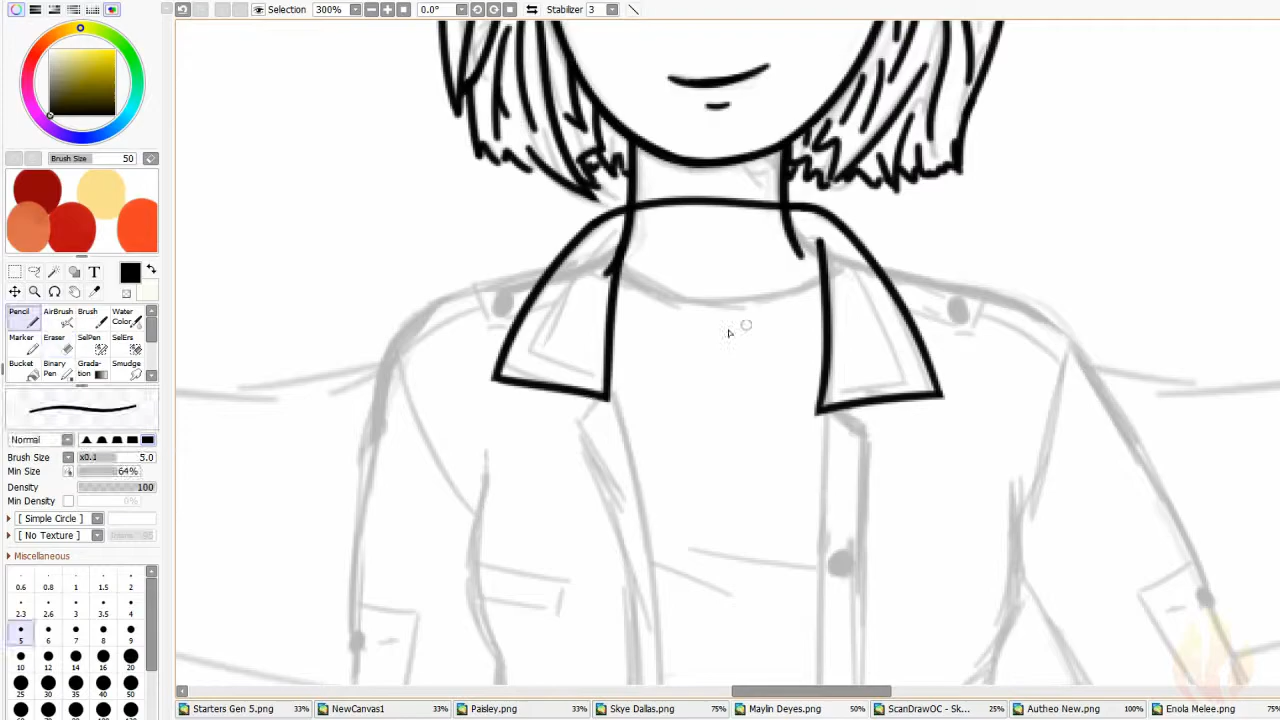 Selection 300% 0.0° Stabilizer 3
Brush Size 50
T
Pencil AirBrush Brush Water Color
Marker Eraser SelPen SelErs
Bucket Binary Pen Gradation Smudge
Normal
Brush Size x0.1 5.0
Min Size 64%
Density 100
Min Density 0%
[ Simple Circle ]
[ No Texture ]
Miscellaneous
0.6 0.8 1 1.5 2
2.3 2.6 3 3.5 4
5 6 7 8 9
10 12 14 16 20
25 30 35 40 50
Starters Gen 5.png 33% NewCanvas1 33% Paisley.png 33% Skye Dallas.png 75% Maylin Deyes.png 50% ScanDrawOC - Sk... 25% Autheo Now.png 100% Enola Melee.png